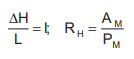 ΔH/L = I; R_H = A_M/P_M